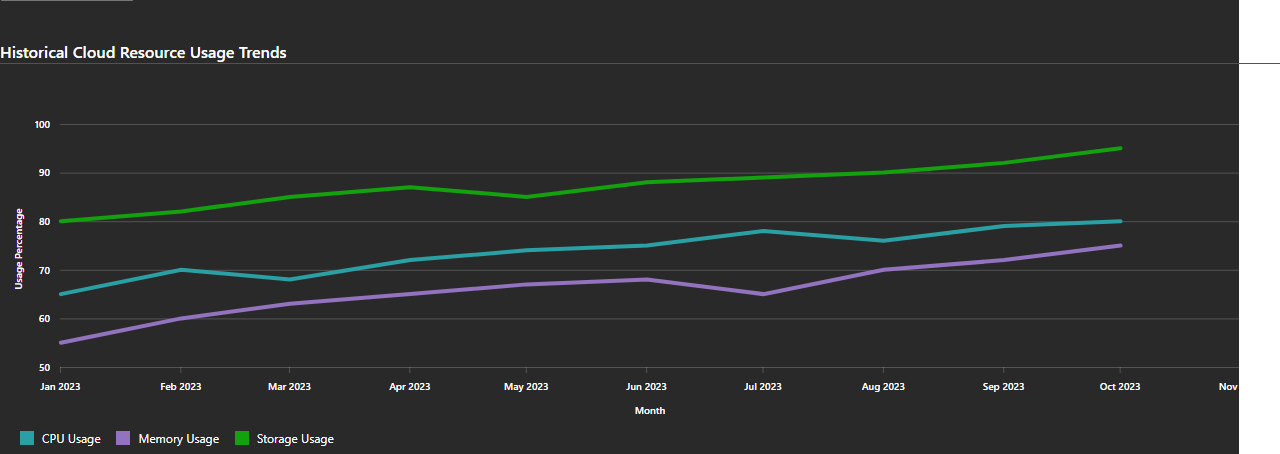 Historical Cloud Resource Usage Trends
100
90
80
70
60
50
Usage Percentage
Jan 2023 Feb 2023 Mar 2023 Apr 2023 May 2023 Jun 2023 Jul 2023 Aug 2023 Sep 2023 Oct 2023 Nov
Month
CPU Usage Memory Usage Storage Usage